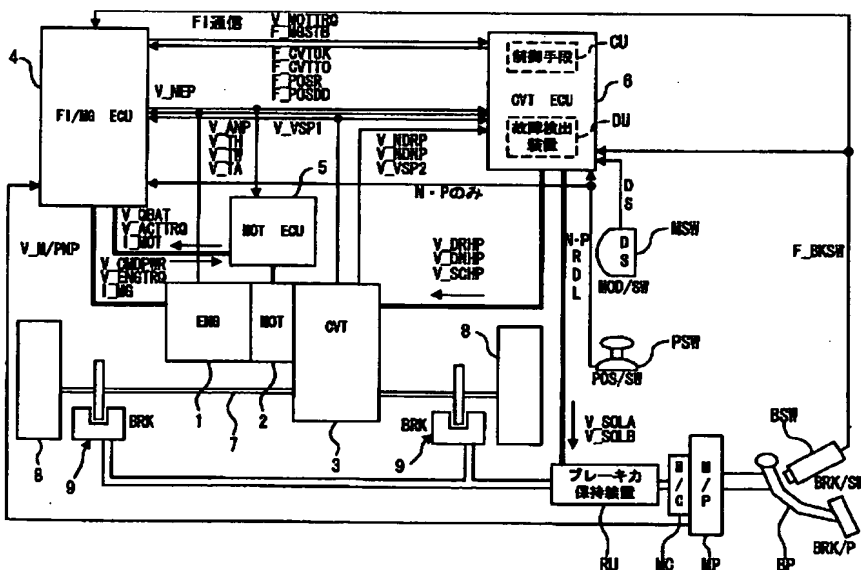 FI通信
V_MOTTRQ
F_MGSTB
F_CVTOK
F_CVTTO
F_POSR
F_POSDD
4
FI/MG ECU
V_NEP
V_ANP
V_TH
V_TW
V_TA
V_VSP1
制御手段
CU
CVT ECU
6
故障検出装置
DU
V_NDRP
V_NDNP
V_VSP2
N・Pのみ
5
MOT ECU
V_QBAT
V_ACTTRQ
I_MOT
V_M/PNP
V_CMDPWR
V_ENGTRQ
I_MG
V_DRHP
V_DNHP
V_SCHP
N・P
R
D
L
D
S
D
S
MSW
MOD/SW
F_BKSW
PSW
POS/SW
ENG
MOT
CVT
8
8
1
7
2
3
BRK
BRK
9
9
V_SOLA
V_SOLB
ブレーキ力保持装置
M/C
M/P
BSW
BRK/SW
BRK/P
RU
MC
MP
BP